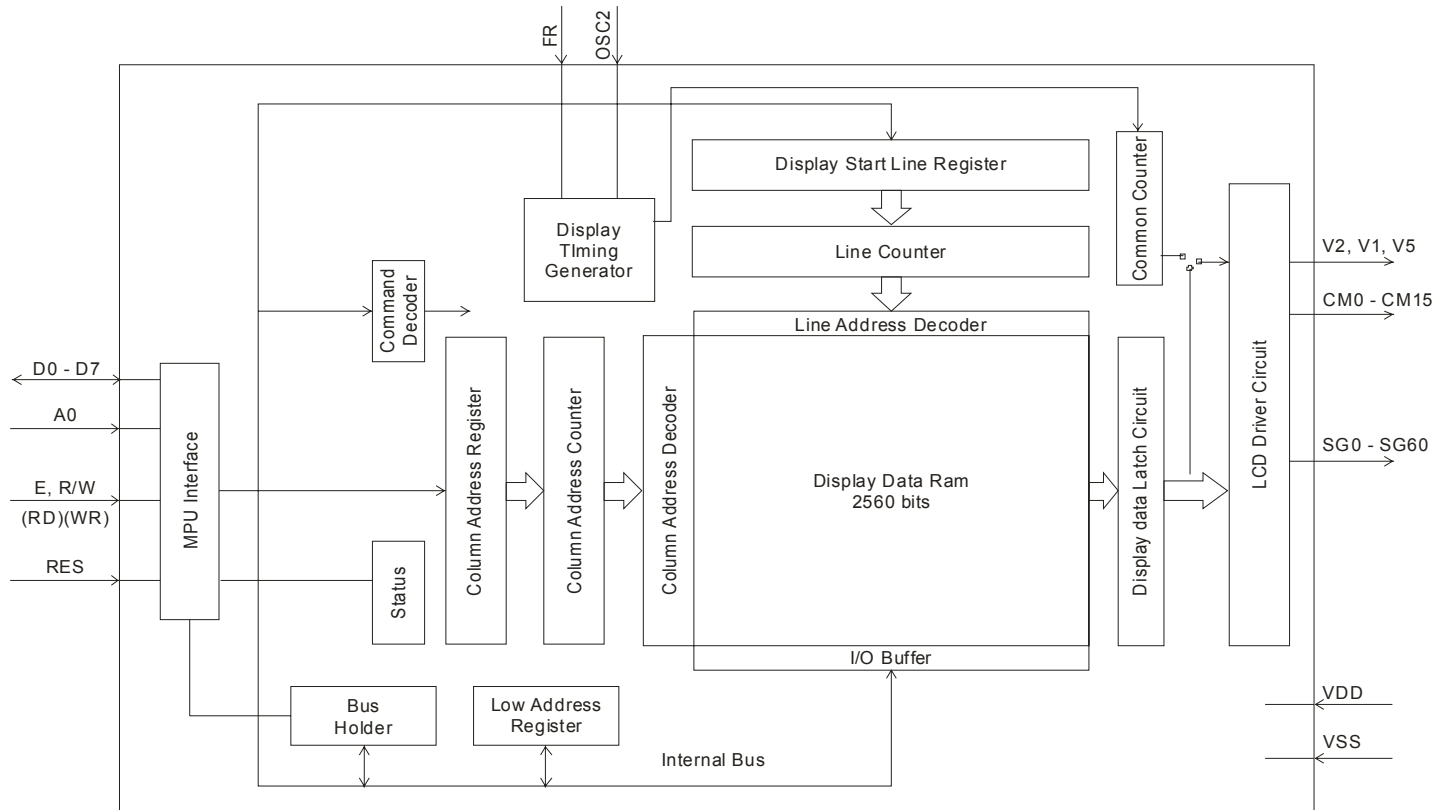 FR
OSC2
Display Start Line Register
Common Counter
Display
TIming
Generator
Line Counter
V2, V1, V5
Command
Decoder
CM0 - CM15
Line Address Decoder
D0 - D7
A0
MPU Interface
E, R/W
(RD)(WR)
RES
Status
Column Address Register
Column Address Counter
Column Address Decoder
Display Data Ram
2560 bits
Display data Latch Circuit
LCD Driver Circuit
SG0 - SG60
I/O Buffer
Bus
Holder
Low Address
Register
Internal Bus
VDD
VSS